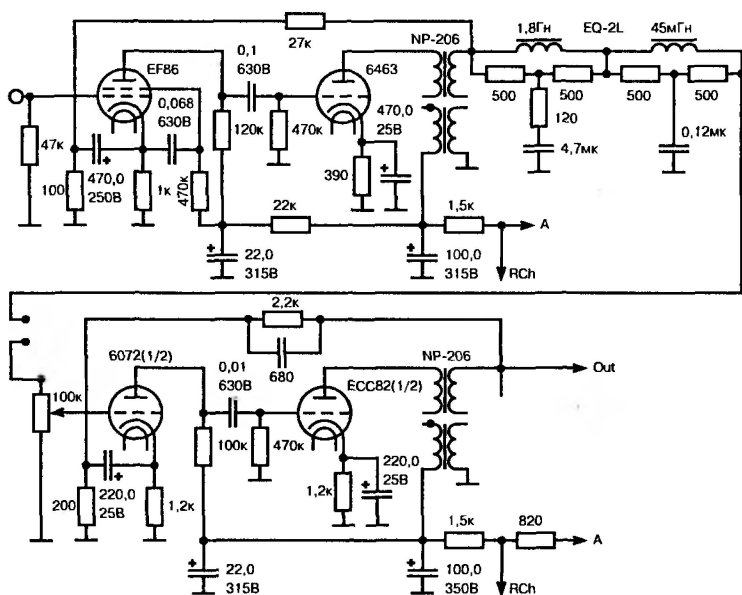 27к
NP-206
1,8Гн
EQ-2L
45мГн
EF86
0,1
630В
6463
0,068
630В
470,0
25В
500
500
500
500
120
4,7мк
0,12мк
47к
120к
470к
390
100
470,0
250В
1к
470к
22к
1,5к
A
22,0
315В
100,0
315В
RCh
2,2к
680
6072(1/2)
0,01
630В
ECC82(1/2)
NP-206
Out
100к
100к
470к
220,0
25В
200
220,0
25В
1,2к
1,2к
1,5к
820
A
22,0
315В
100,0
350В
RCh